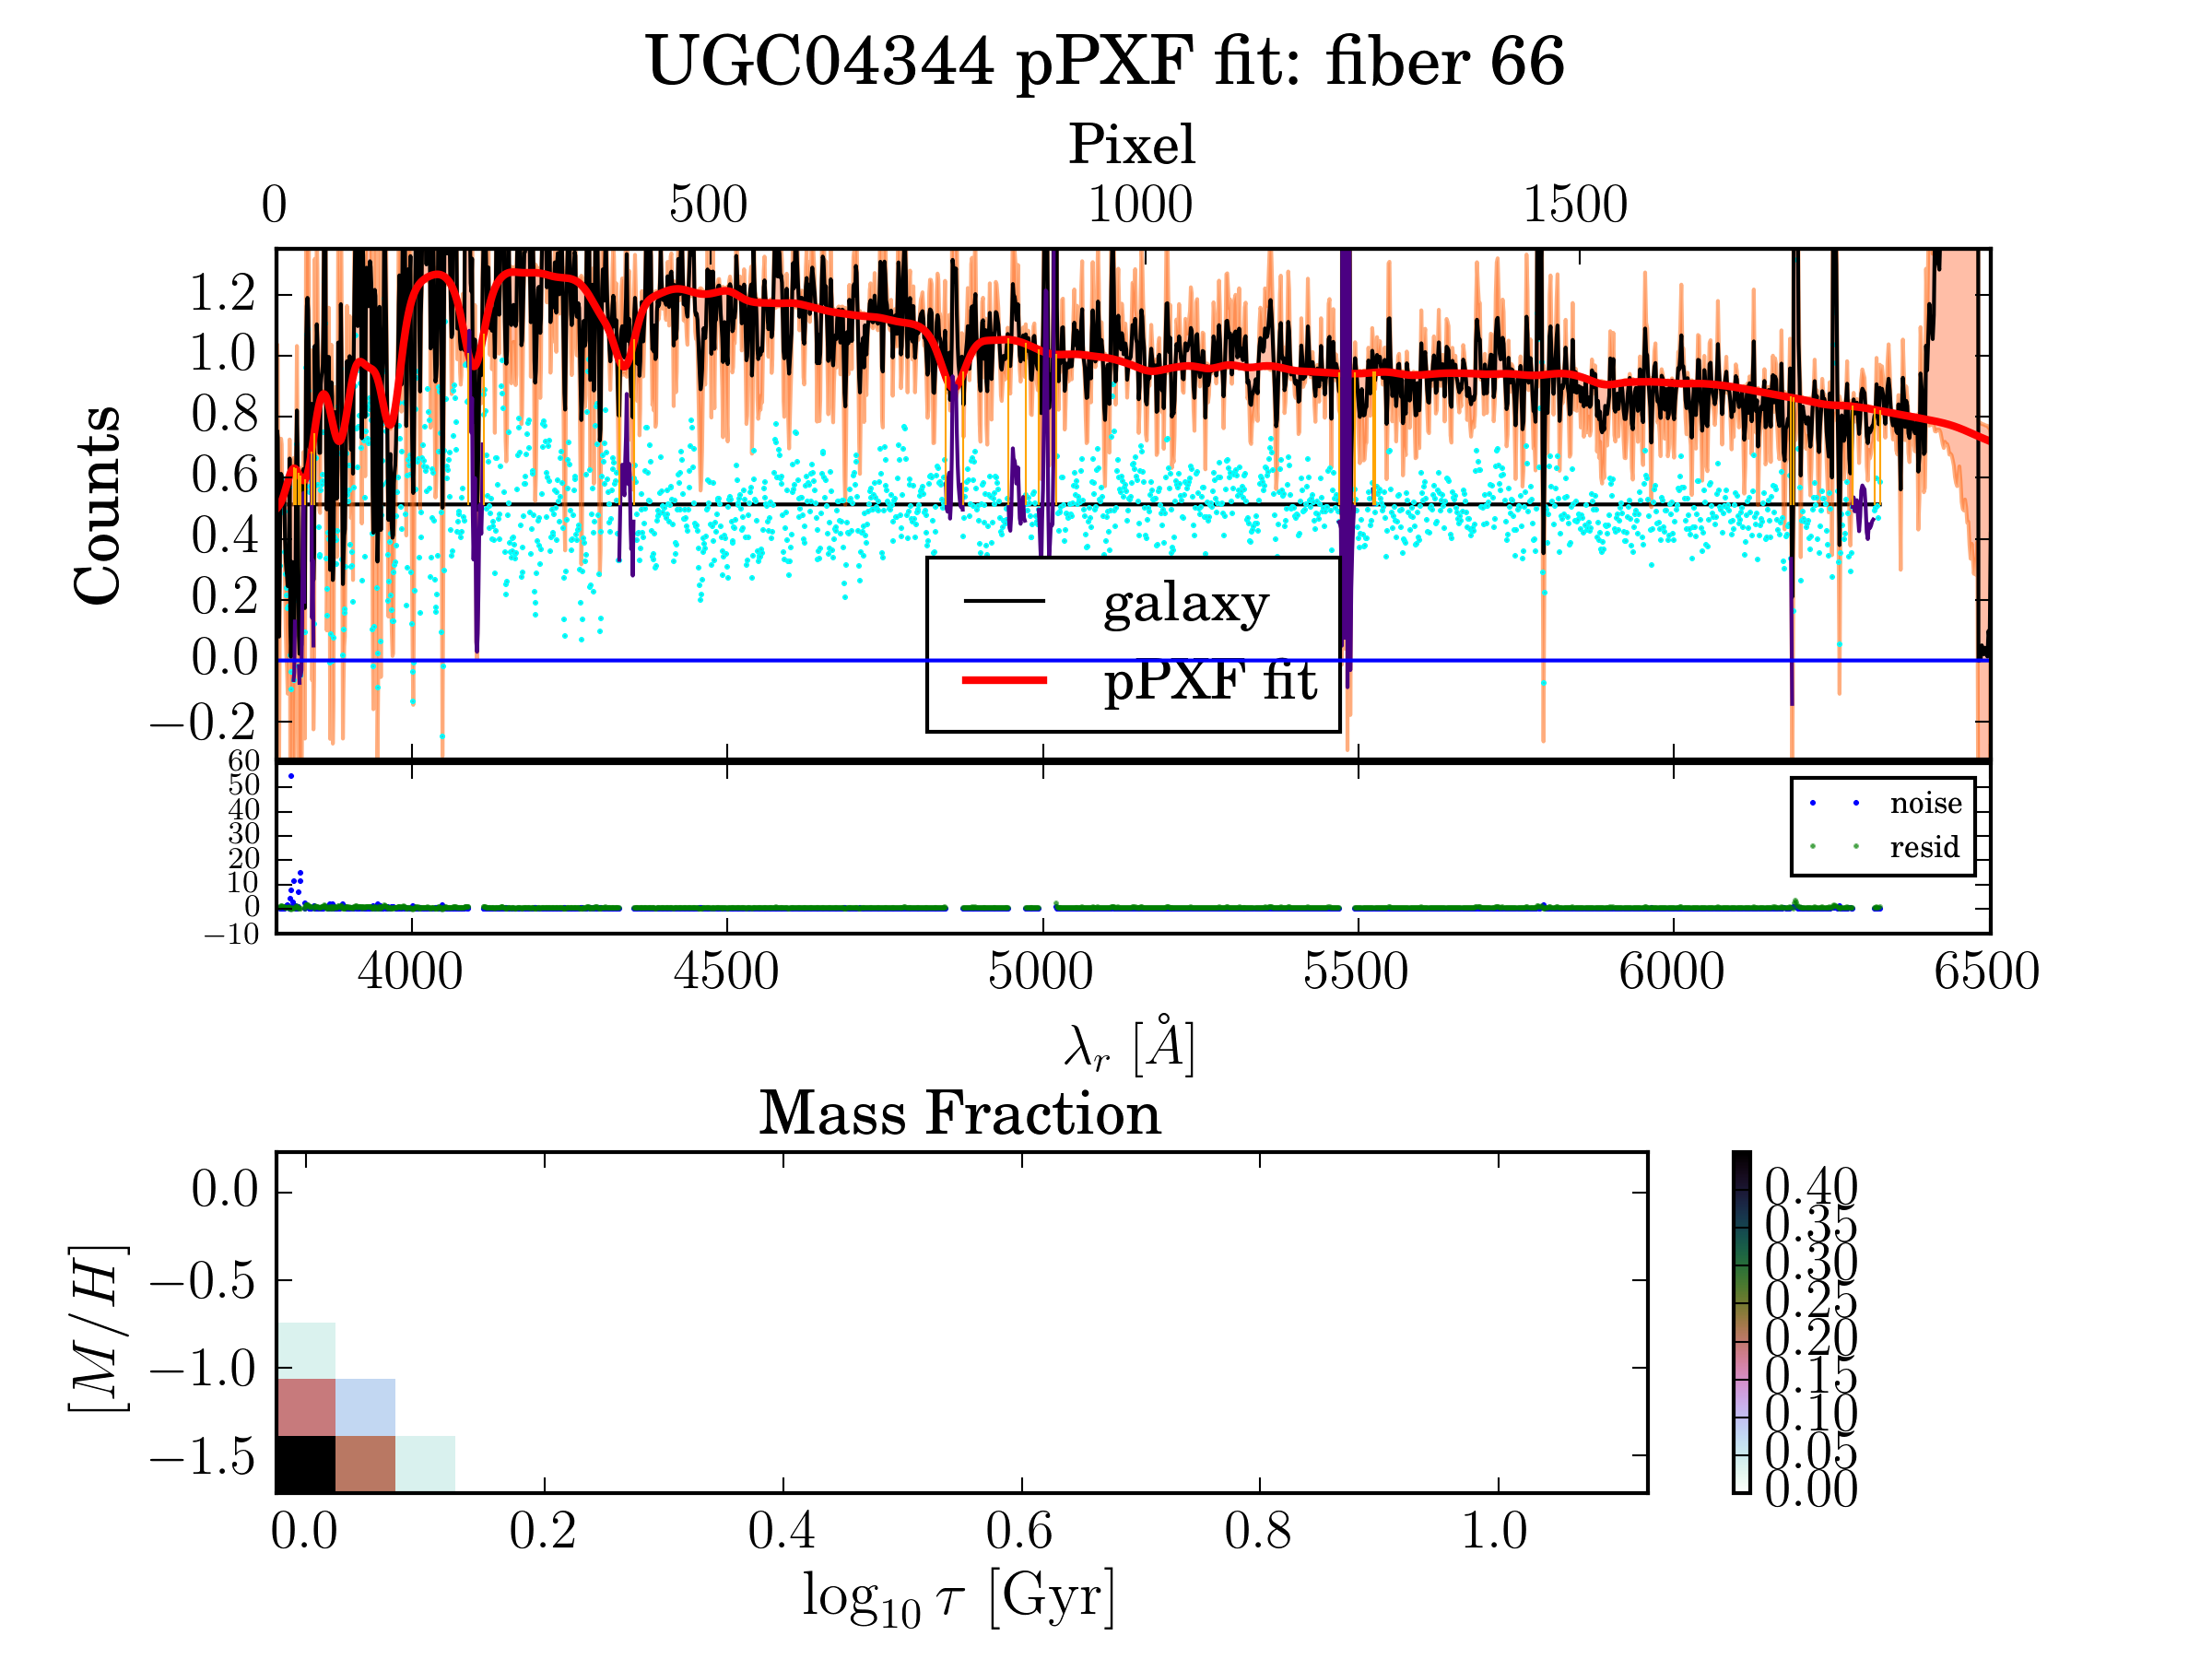 UGC04344 pPXF fit: fiber 66
Pixel
0 500 1000 1500
1.2
1.0
0.8
0.6
0.4
0.2
0.0
−0.2
Counts
galaxy
pPXF fit
60
50
40
30
20
10
0
−10
noise
resid
4000 4500 5000 5500 6000 6500
λr [Å]
Mass Fraction
0.0
−0.5
−1.0
−1.5
[M/H]
0.40
0.35
0.30
0.25
0.20
0.15
0.10
0.05
0.00
0.0 0.2 0.4 0.6 0.8 1.0
log10 τ [Gyr]